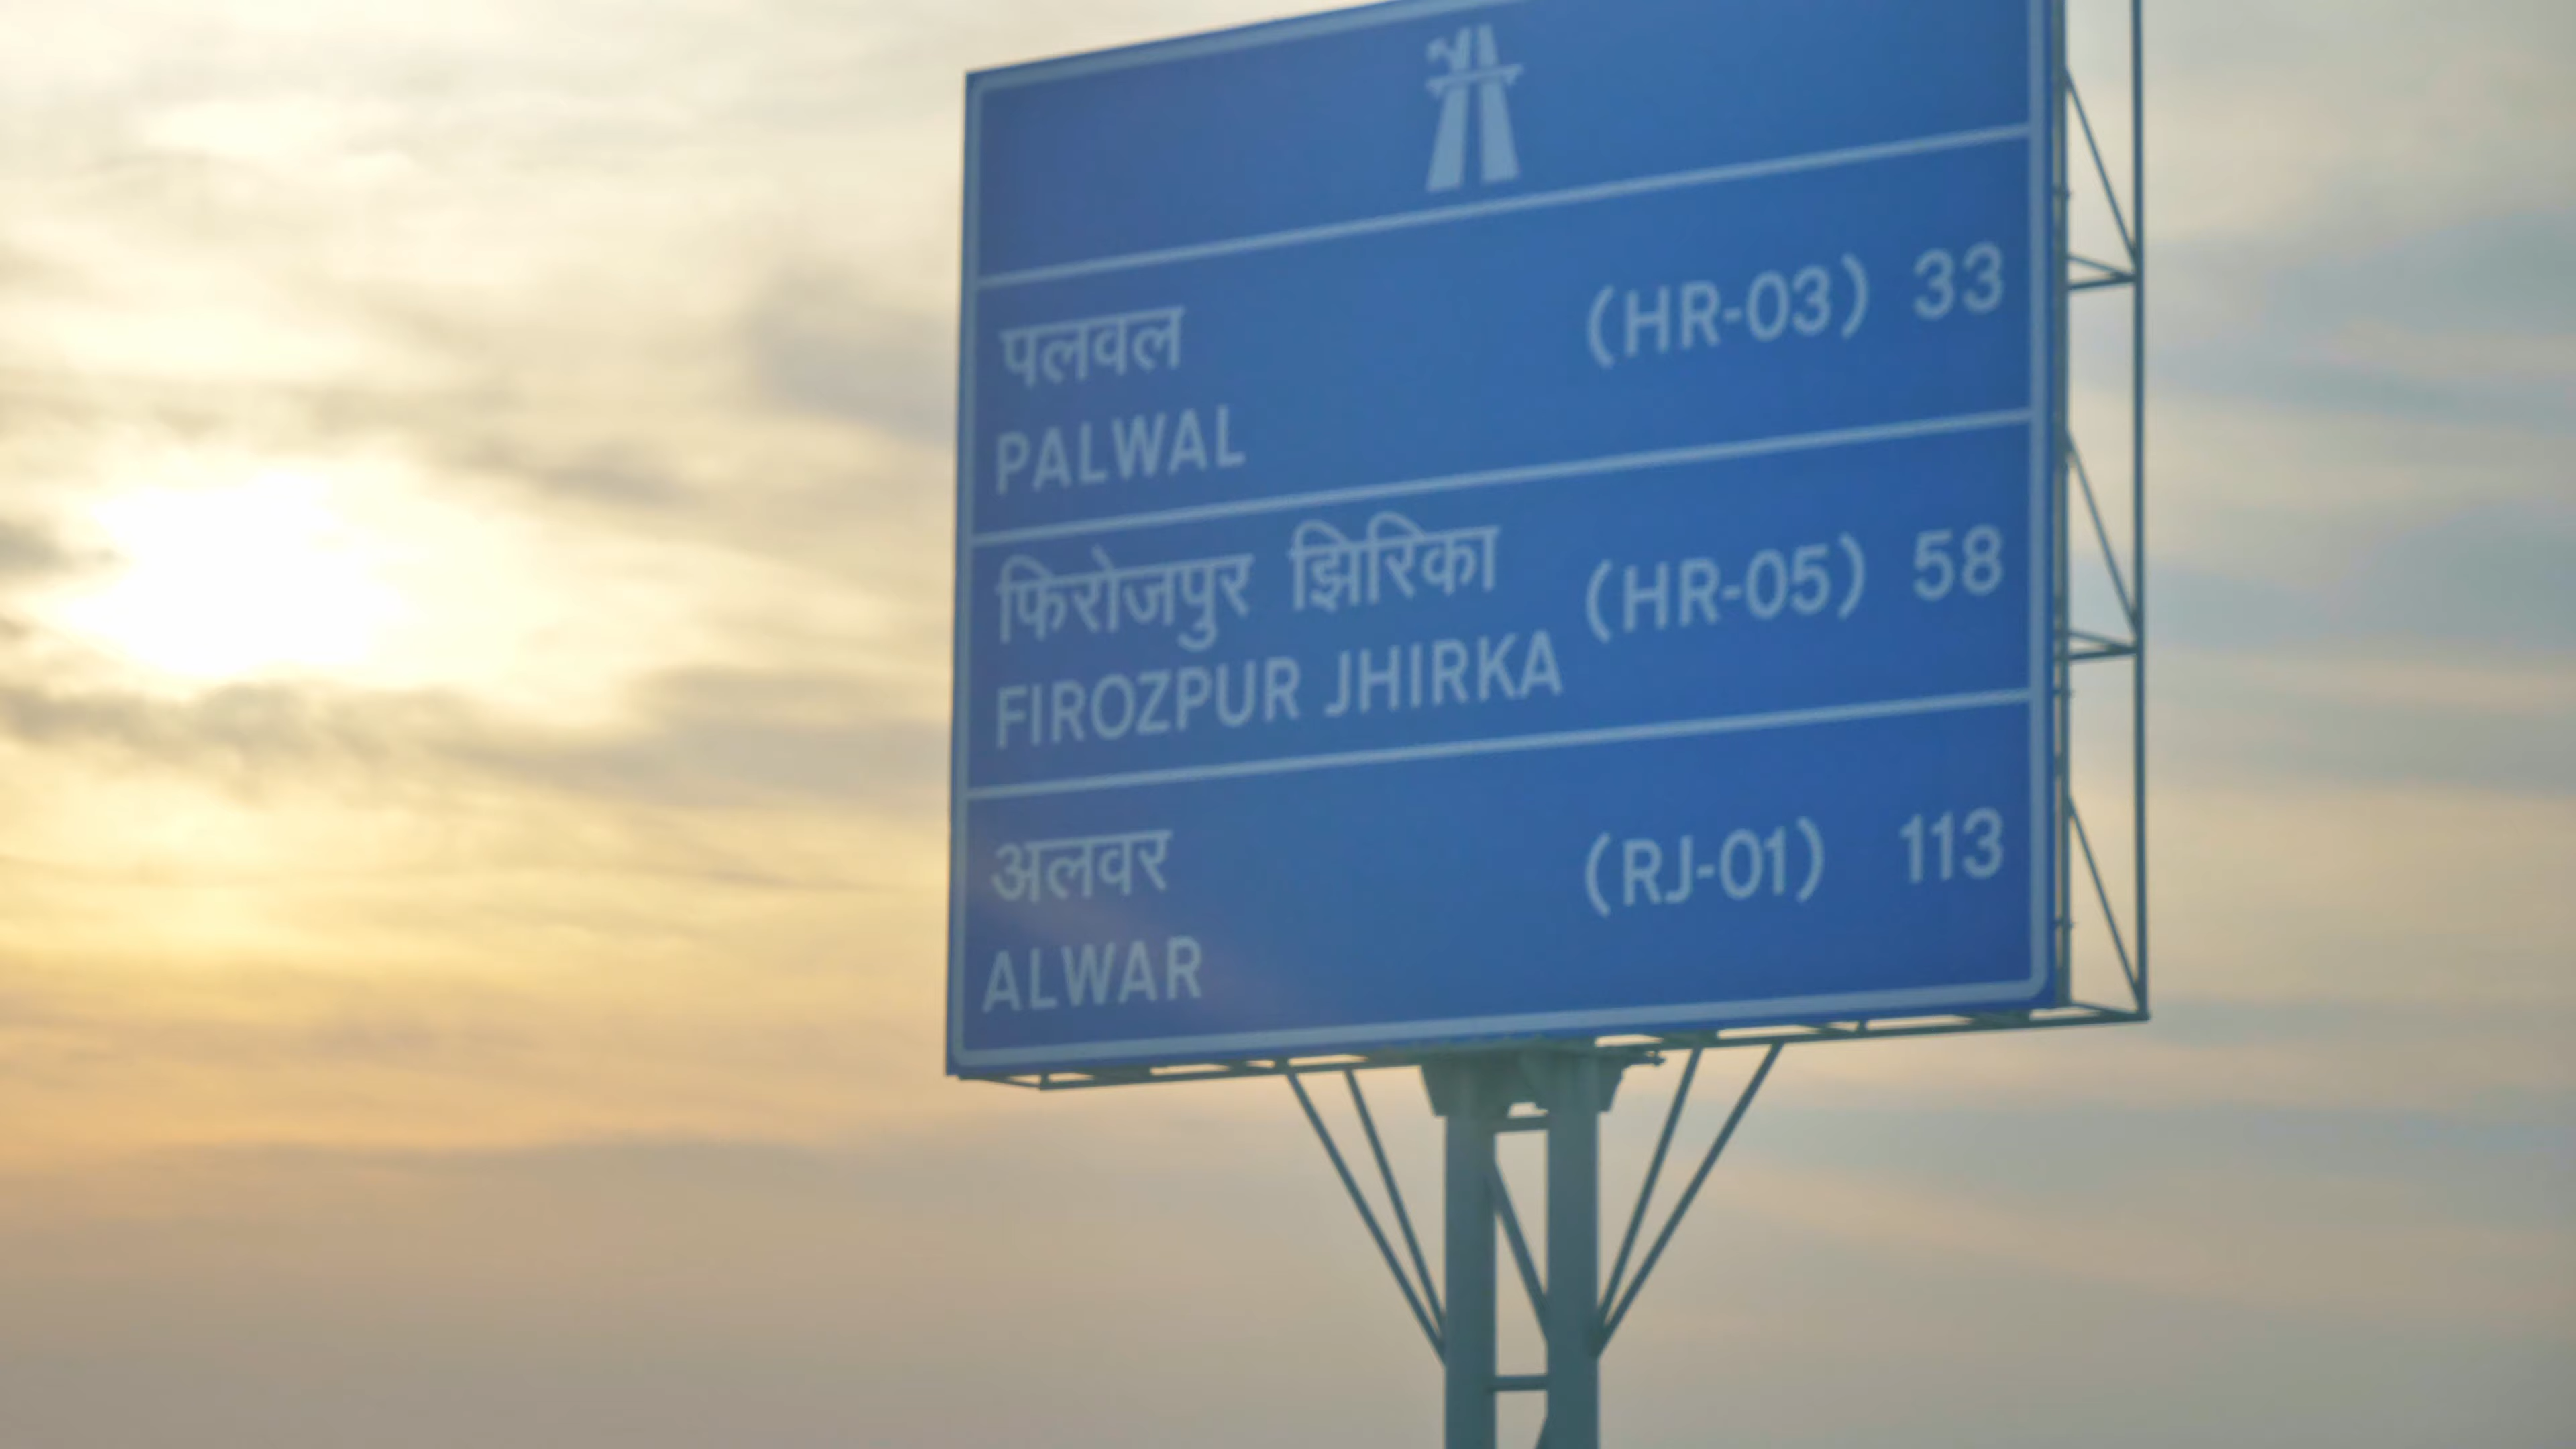 पलवल (HR-03) 33
PALWAL
फिरोजपुर झिरिका (HR-05) 58
FIROZPUR JHIRKA
अलवर (RJ-01) 113
ALWAR